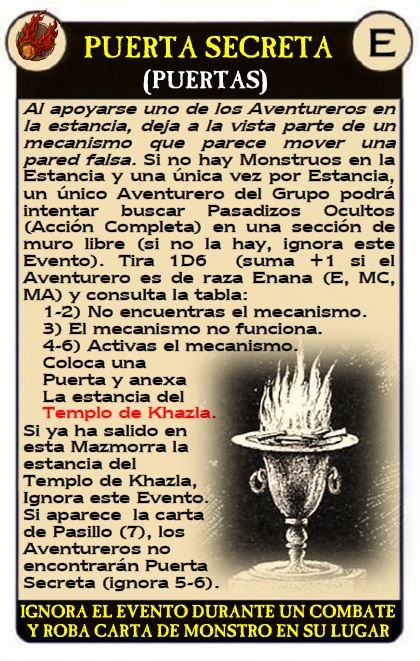 PUERTA SECRETA
E
(PUERTAS)
Al apoyarse uno de los Aventureros en
la estancia, deja a la vista parte de un
mecanismo que parece mover una
pared falsa. Si no hay Monstruos en la
Estancia y una única vez por Estancia,
un único Aventurero del Grupo podrá
intentar buscar Pasadizos Ocultos
(Acción Completa) en una sección de
muro libre (si no la hay, ignora este
Evento). Tira 1D6 (suma +1 si el
Aventurero es de raza Enana (E, MC,
MA) y consulta la tabla:
1-2) No encuentras el mecanismo.
3) El mecanismo no funciona.
4-6) Activas el mecanismo.
Coloca una
Puerta y anexa
La estancia del
Templo de Khazla.
Si ya ha salido en
esta Mazmorra la
estancia del
Templo de Khazla,
Ignora este Evento.
Si aparece la carta
de Pasillo (7), los
Aventureros no
encontrarán Puerta
Secreta (ignora 5-6).
IGNORA EL EVENTO DURANTE UN COMBATE
Y ROBA CARTA DE MONSTRO EN SU LUGAR